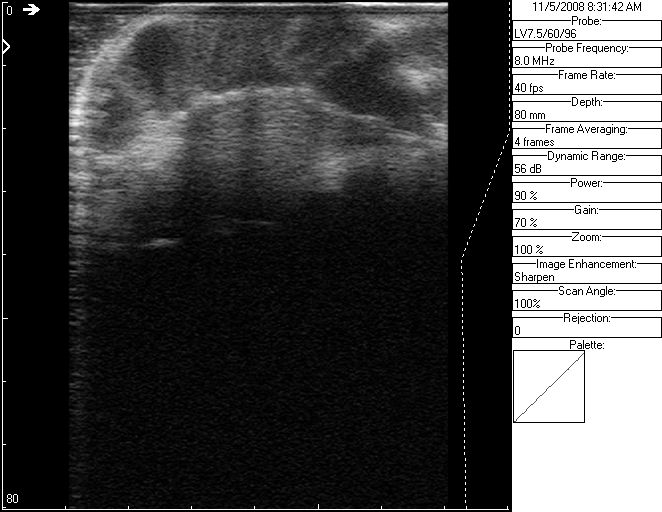 0
80
11/5/2008 8:31:42 AM
Probe:
LV7.5/60/96
Probe Frequency:
8.0 MHz
Frame Rate:
40 fps
Depth:
80 mm
Frame Averaging:
4 frames
Dynamic Range:
56 dB
Power:
90 %
Gain:
70 %
Zoom:
100 %
Image Enhancement:
Sharpen
Scan Angle:
100%
Rejection:
0
Palette: